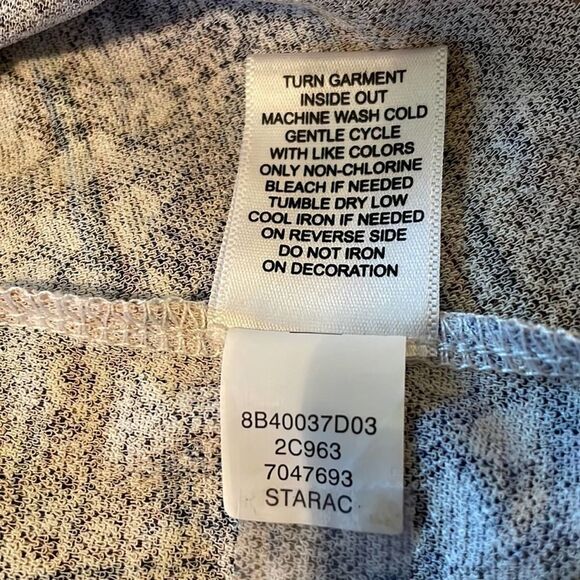 TURN GARMENT
INSIDE OUT
MACHINE WASH COLD
GENTLE CYCLE
WITH LIKE COLORS
ONLY NON-CHLORINE
BLEACH IF NEEDED
TUMBLE DRY LOW
COOL IRON IF NEEDED
ON REVERSE SIDE
DO NOT IRON
ON DECORATION
8B40037D03
2C963
7047693
STARAC